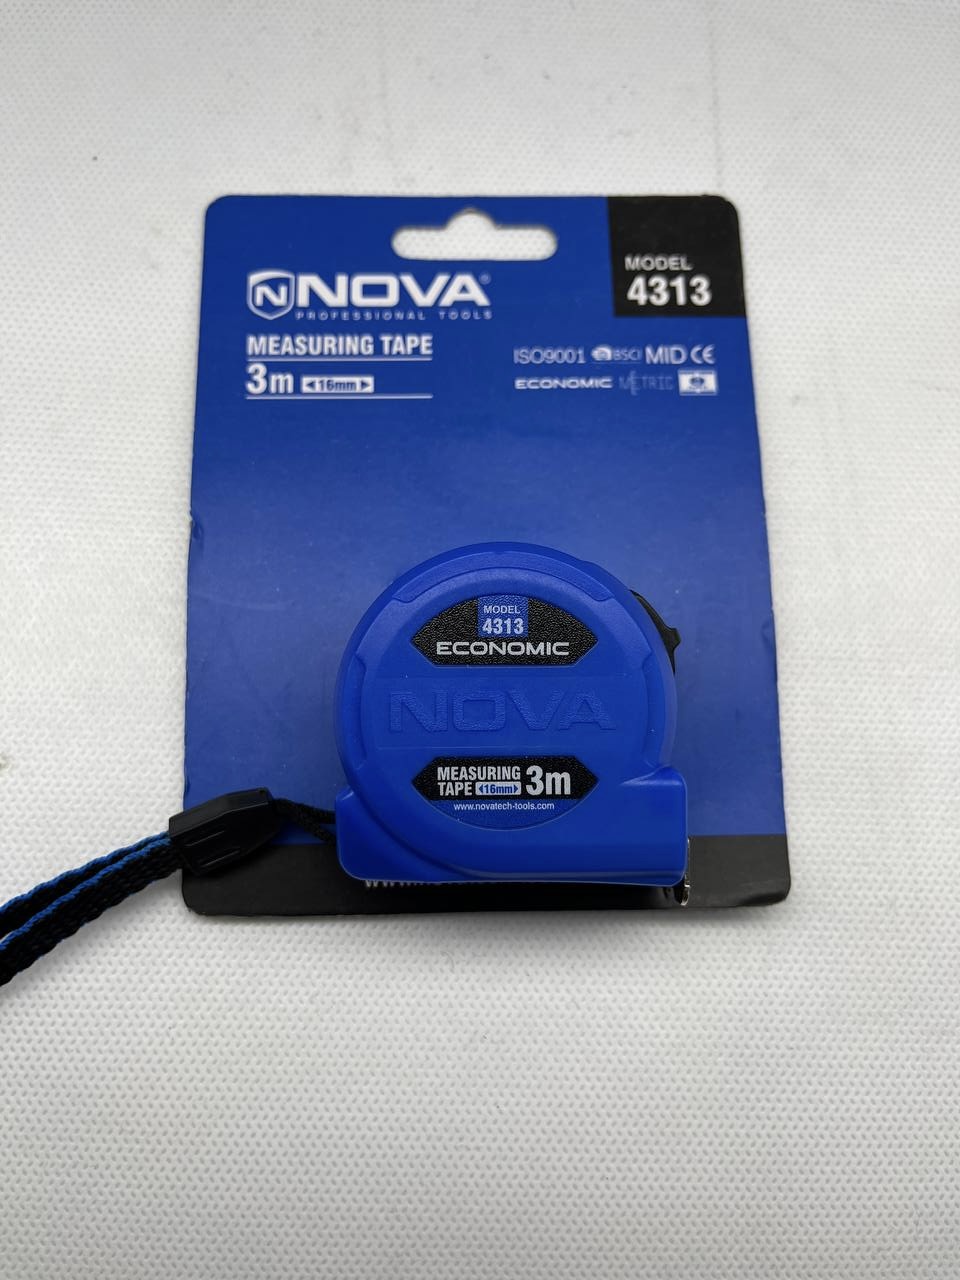 MODEL
4313
N NOVA®
PROFESSIONAL TOOLS
MEASURING TAPE
3m 16mm
ISO9001 BSCI MID CE
ECONOMIC METRIC
MODEL
4313
ECONOMIC
NOVA
MEASURING
TAPE 16mm 3m
www.novatech-tools.com